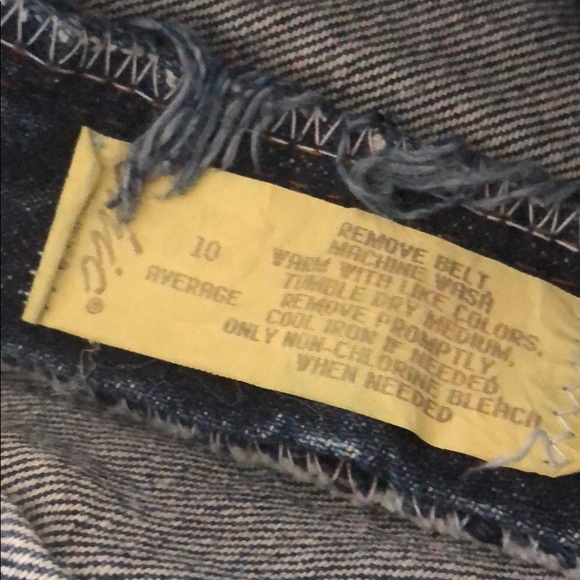 10
AVERAGE
REMOVE BELT.
MACHINE WASH
WARM WITH LIKE COLORS.
TUMBLE DRY MEDIUM,
REMOVE PROMPTLY.
COOL IRON IF NEEDED
ONLY NON-CHLORINE BLEACH
WHEN NEEDED